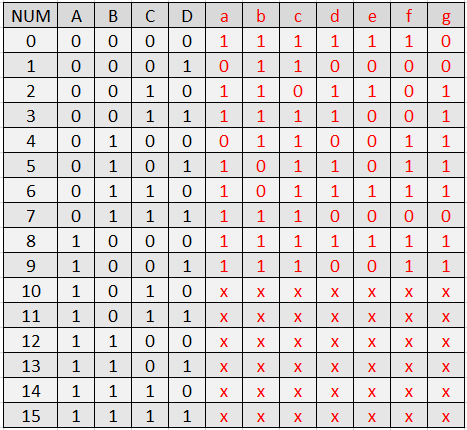 NUM A B C D a b c d e f g
0 0 0 0 0 1 1 1 1 1 1 0
1 0 0 0 1 0 1 1 0 0 0 0
2 0 0 1 0 1 1 0 1 1 0 1
3 0 0 1 1 1 1 1 1 0 0 1
4 0 1 0 0 0 1 1 0 0 1 1
5 0 1 0 1 1 0 1 1 0 1 1
6 0 1 1 0 1 0 1 1 1 1 1
7 0 1 1 1 1 1 1 0 0 0 0
8 1 0 0 0 1 1 1 1 1 1 1
9 1 0 0 1 1 1 1 0 0 1 1
10 1 0 1 0 x x x x x x x
11 1 0 1 1 x x x x x x x
12 1 1 0 0 x x x x x x x
13 1 1 0 1 x x x x x x x
14 1 1 1 0 x x x x x x x
15 1 1 1 1 x x x x x x x